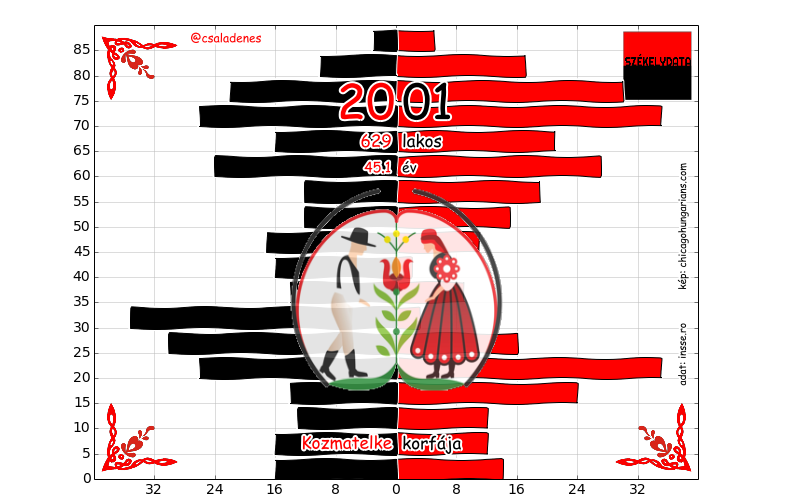 @csaladenes
SZÉKELYDATA
2001
629 lakos
45.1 év
kép: chicagohungarians.com
adat: insse.ro
Kozmatelke korfája
85
80
75
70
65
60
55
50
45
40
35
30
25
20
15
10
5
0
32 24 16 8 0 8 16 24 32